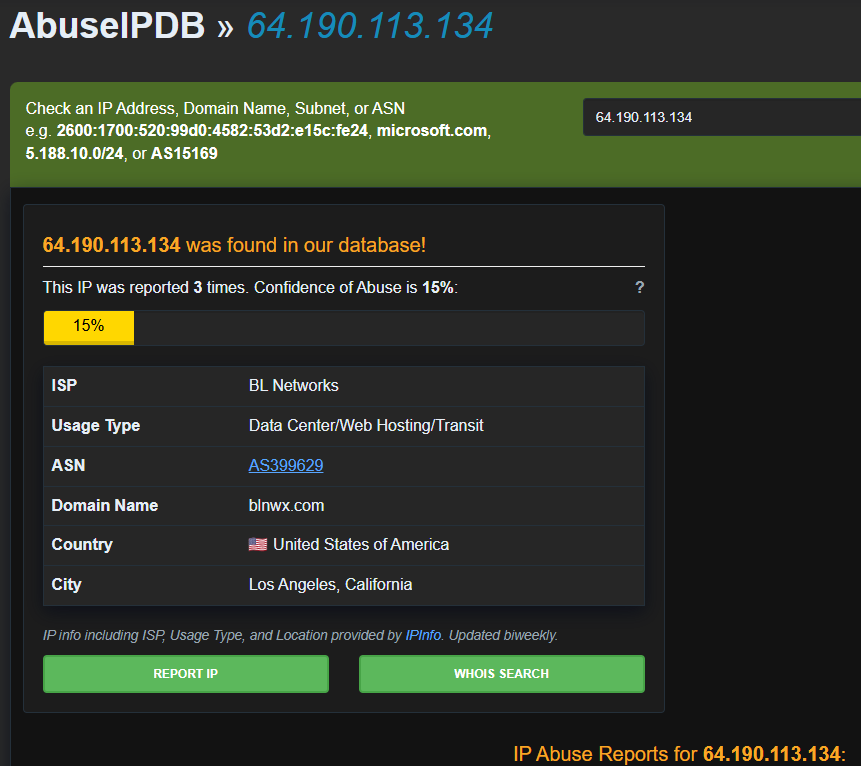 AbuseIPDB » 64.190.113.134
Check an IP Address, Domain Name, Subnet, or ASN
e.g. 2600:1700:520:99d0:4582:53d2:e15c:fe24, microsoft.com,
5.188.10.0/24, or AS15169
64.190.113.134
64.190.113.134 was found in our database!
This IP was reported 3 times. Confidence of Abuse is 15%: ?
15%
ISP BL Networks
Usage Type Data Center/Web Hosting/Transit
ASN AS399629
Domain Name blnwx.com
Country United States of America
City Los Angeles, California
IP info including ISP, Usage Type, and Location provided by IPInfo. Updated biweekly.
REPORT IP WHOIS SEARCH
IP Abuse Reports for 64.190.113.134: